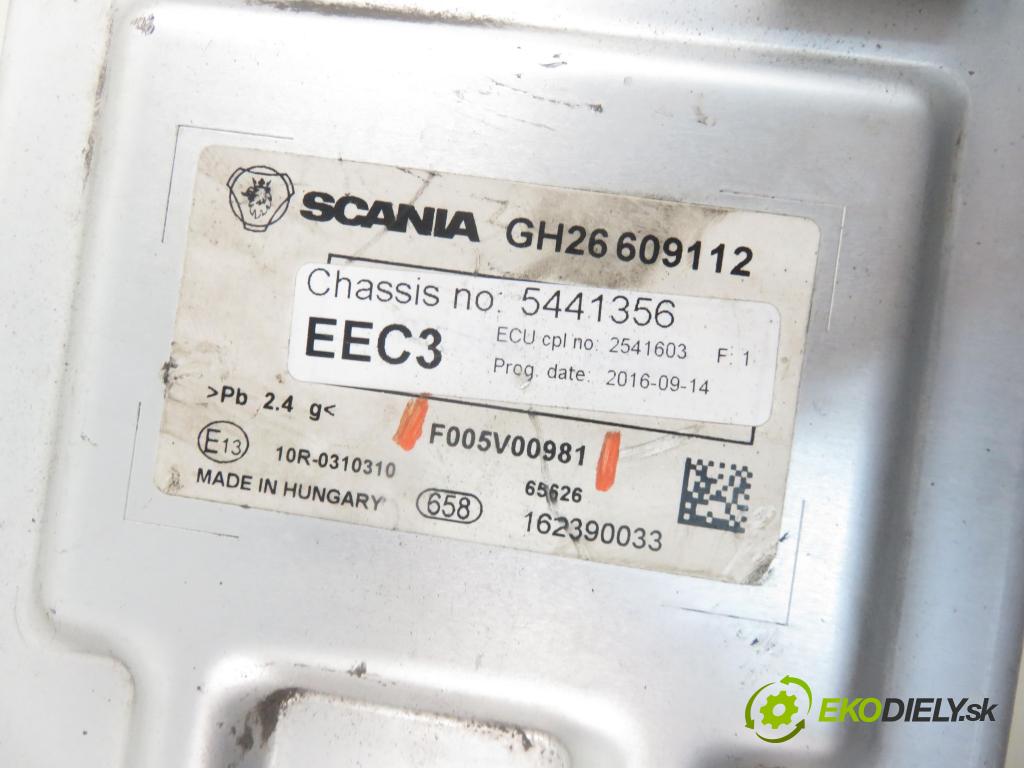 SCANIA GH26 609112
Chassis no: 5441356
EEC3
ECU cpl no: 2541603 F: 1
Prog. date: 2016-09-14
>Pb 2.4 g<
F005V00981
E13 10R-0310310
65626
MADE IN HUNGARY 658 162390033
EKODIELY.sk